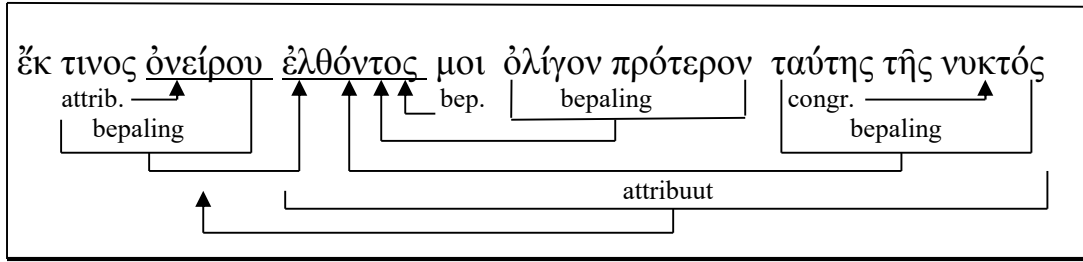 ἔκ τινος ὀνείρου ἐλθόντος μοι ὀλίγον πρότερον ταύτης τῆς νυκτός
attrib. bep. bepaling congr.
bepaling bepaling
attribuut